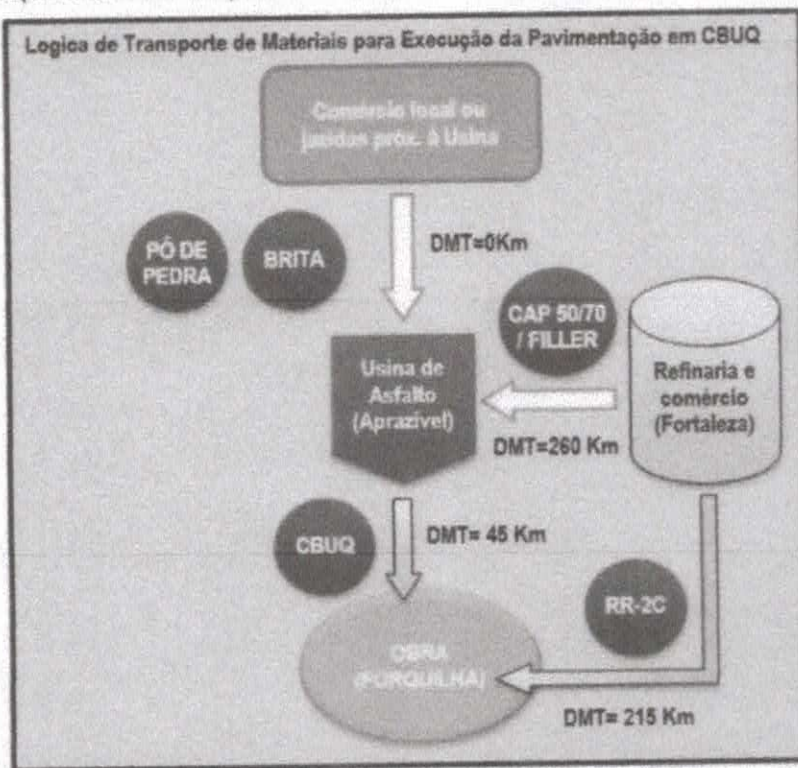 Logica de Transporte de Materiais para Execução da Pavimentação em CBUQ
Comércio local ou
jazidas próx. à Usina
DMT=0Km
PÓ DE
PEDRA
BRITA
CAP 50/70
/ FILLER
Usina de
Asfalto
(Aprazível)
Refinaria e
comércio
(Fortaleza)
DMT=260 Km
CBUQ
DMT= 45 Km
RR-2C
OBRA
(FORQUILHA)
DMT= 215 Km